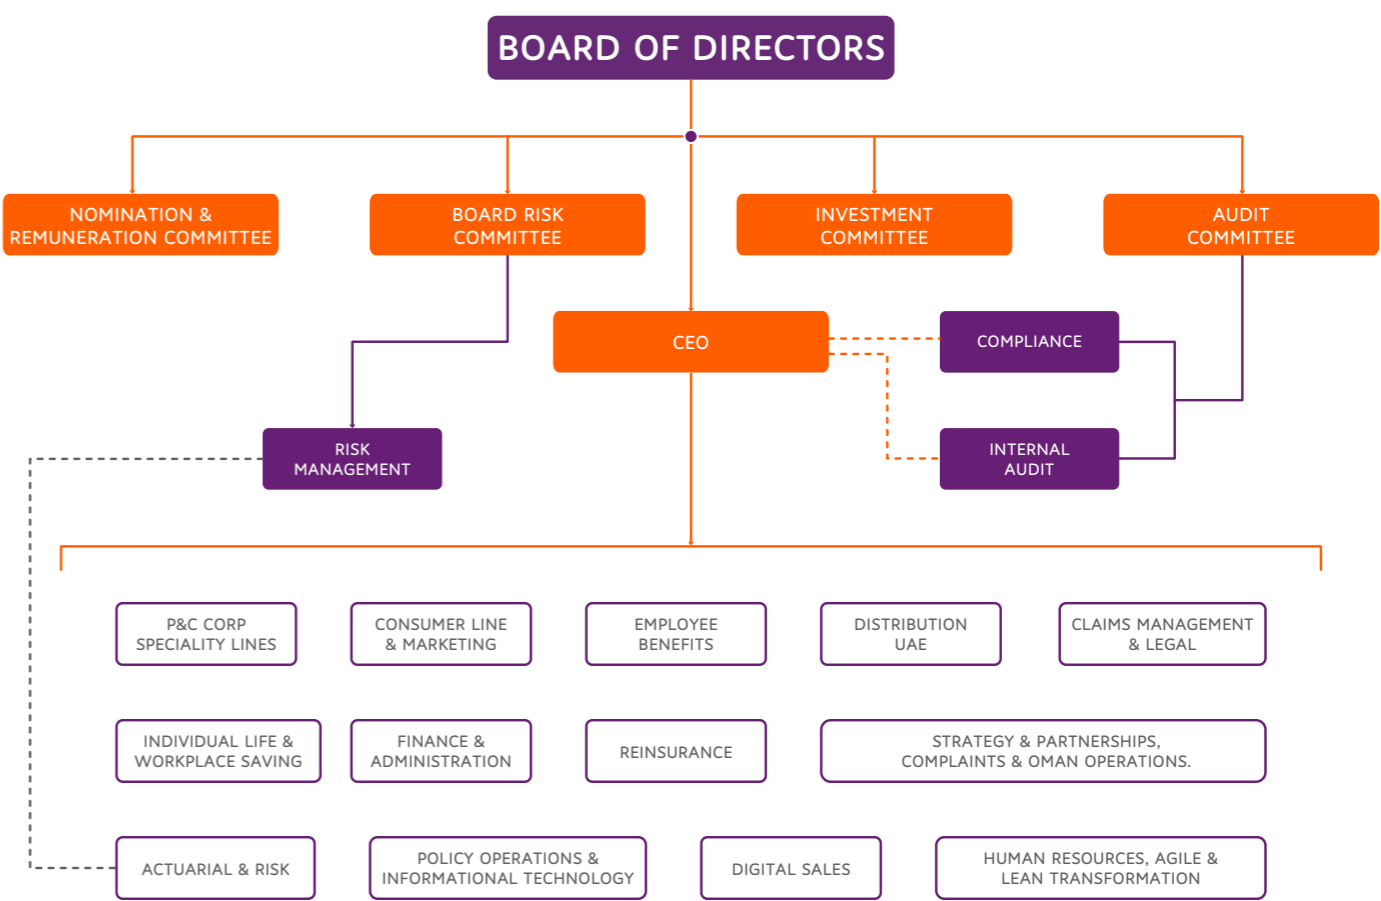 BOARD OF DIRECTORS
NOMINATION &
REMUNERATION COMMITTEE
BOARD RISK
COMMITTEE
INVESTMENT
COMMITTEE
AUDIT
COMMITTEE
CEO
COMPLIANCE
RISK
MANAGEMENT
INTERNAL
AUDIT
P&C CORP
SPECIALITY LINES
CONSUMER LINE
& MARKETING
EMPLOYEE
BENEFITS
DISTRIBUTION
UAE
CLAIMS MANAGEMENT
& LEGAL
INDIVIDUAL LIFE &
WORKPLACE SAVING
FINANCE &
ADMINISTRATION
REINSURANCE
STRATEGY & PARTNERSHIPS,
COMPLAINTS & OMAN OPERATIONS.
ACTUARIAL & RISK
POLICY OPERATIONS &
INFORMATIONAL TECHNOLOGY
DIGITAL SALES
HUMAN RESOURCES, AGILE &
LEAN TRANSFORMATION